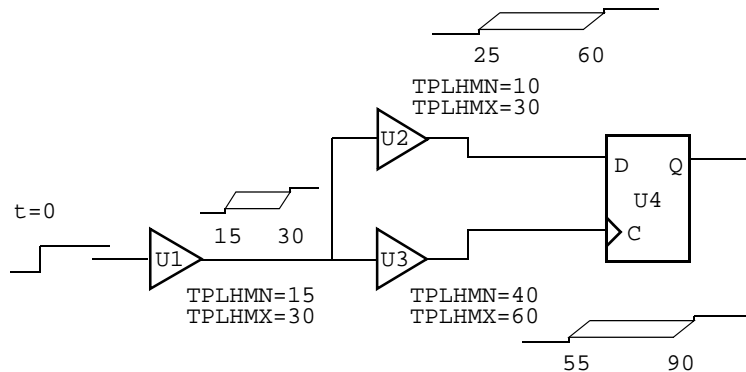 25 60
TPLHMN=10
TPLHMX=30
U2
D Q
U4
C
t=0
15 30
U1
U3
TPLHMN=15
TPLHMX=30
TPLHMN=40
TPLHMX=60
55 90